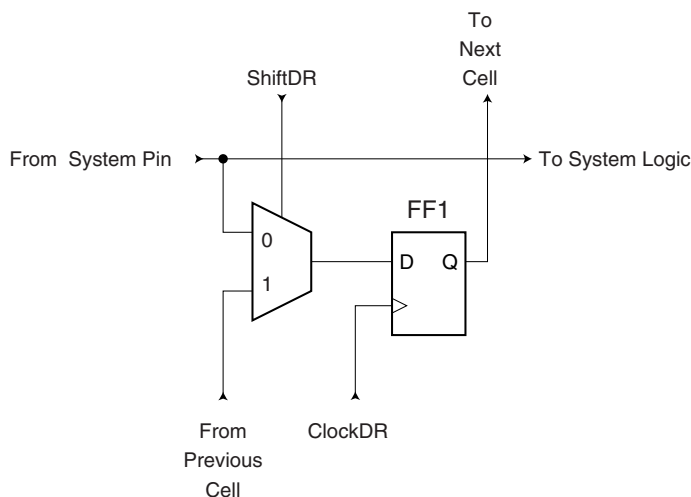 To
Next
Cell
ShiftDR
From System Pin
To System Logic
FF1
0
D Q
1
From
Previous
Cell
ClockDR